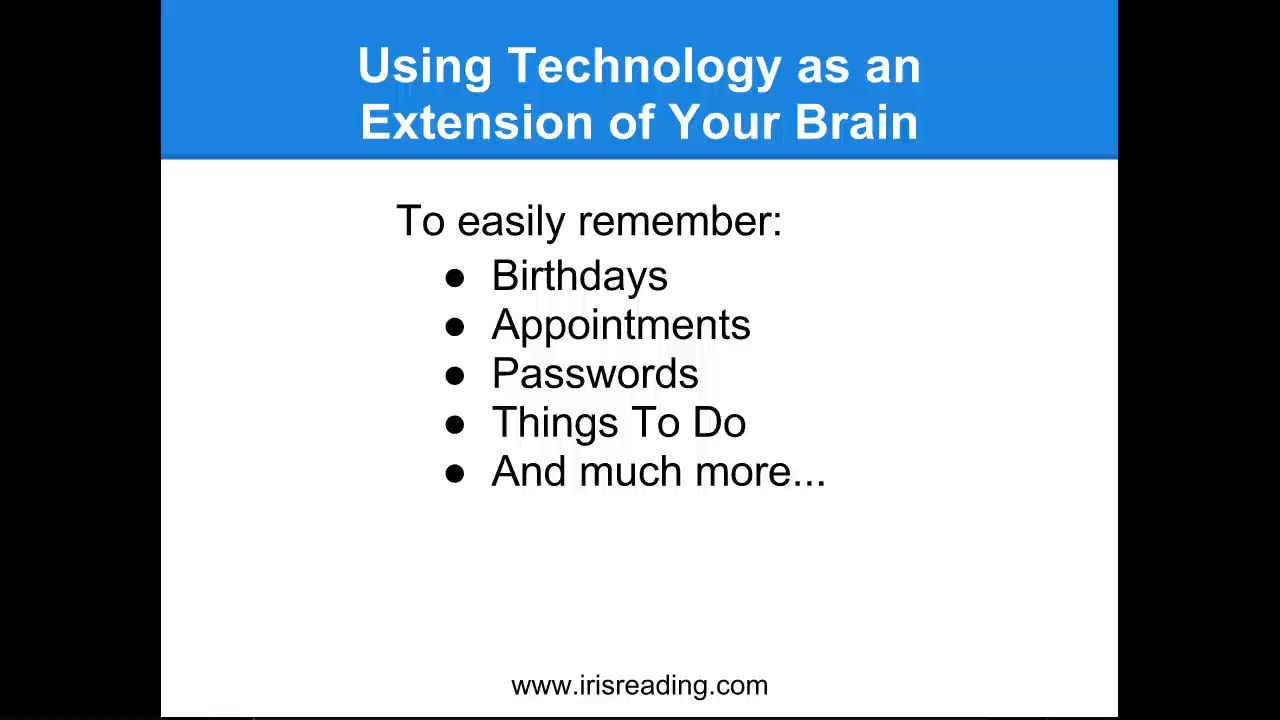 Using Technology as an
Extension of Your Brain
To easily remember:
● Birthdays
● Appointments
● Passwords
● Things To Do
● And much more...
www.irisreading.com